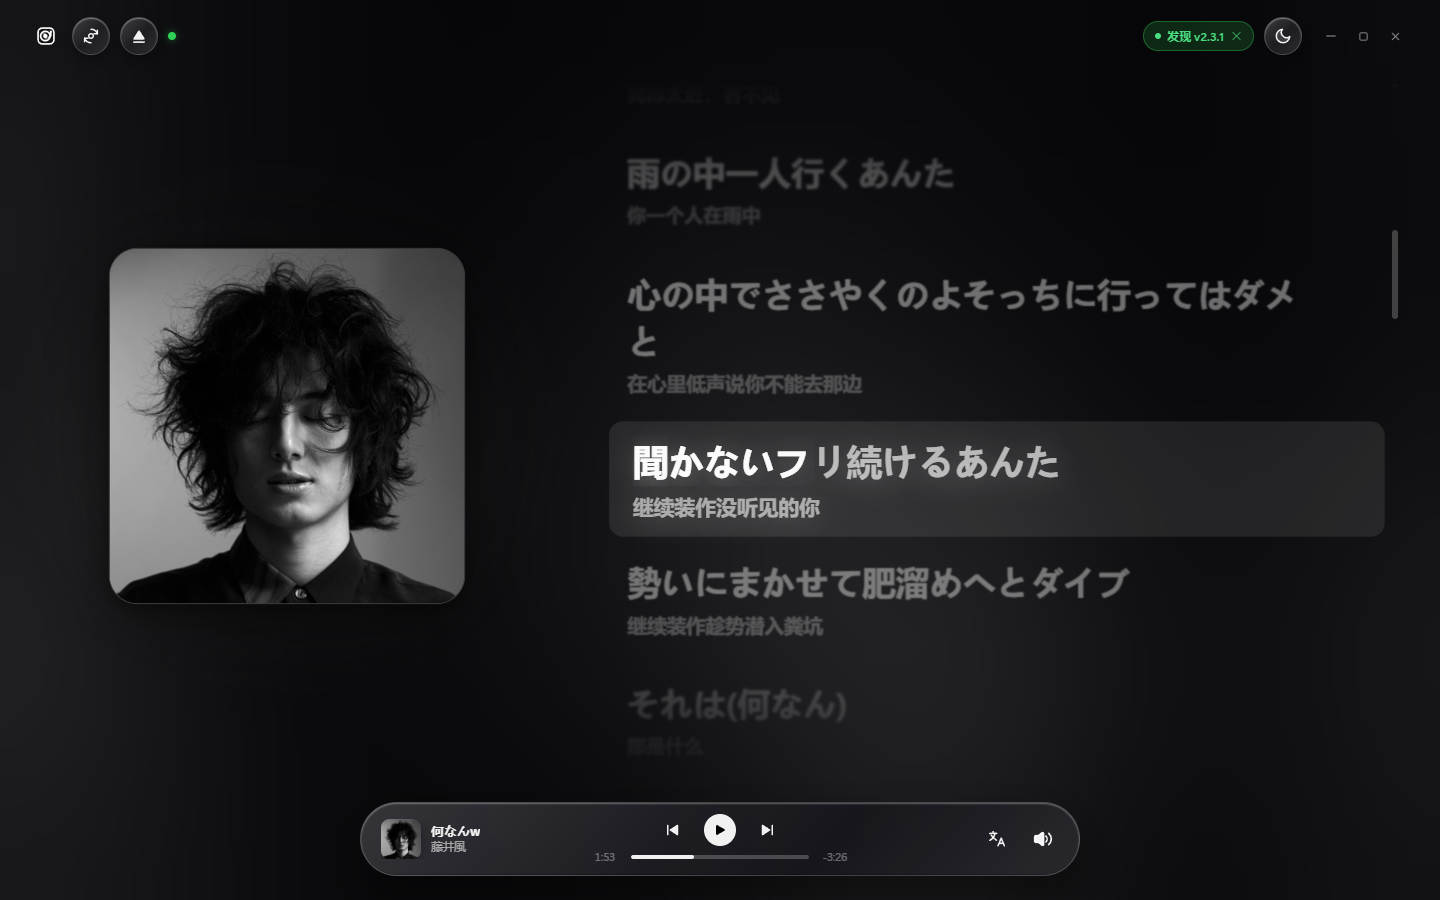 发现 v2.3.1
雨の中一人行くあんた
你一个人在雨中
心の中でささやくのよそっちに行ってはダメ
と
在心里低声说你不能去那边
聞かないフリ続けるあんた
继续装作没听见的你
勢いにまかせて肥溜めへとダイブ
继续装作趁势潜入粪坑
それは(何なん)
那是什么
何なんw
藤井風
1:53
-3:26